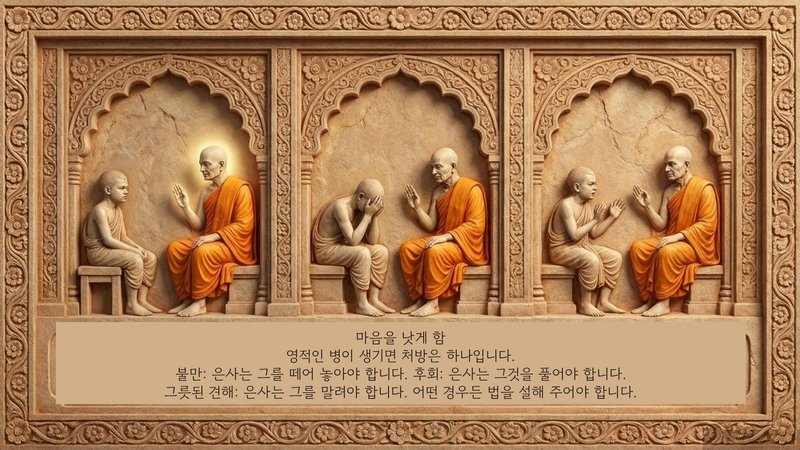 마음을 낫게 함
영적인 병이 생기면 처방은 하나입니다.
불만: 은사는 그를 떼어 놓아야 합니다. 후회: 은사는 그것을 풀어야 합니다.
그릇된 견해: 은사는 그를 말려야 합니다. 어떤 경우든 법을 설해 주어야 합니다.